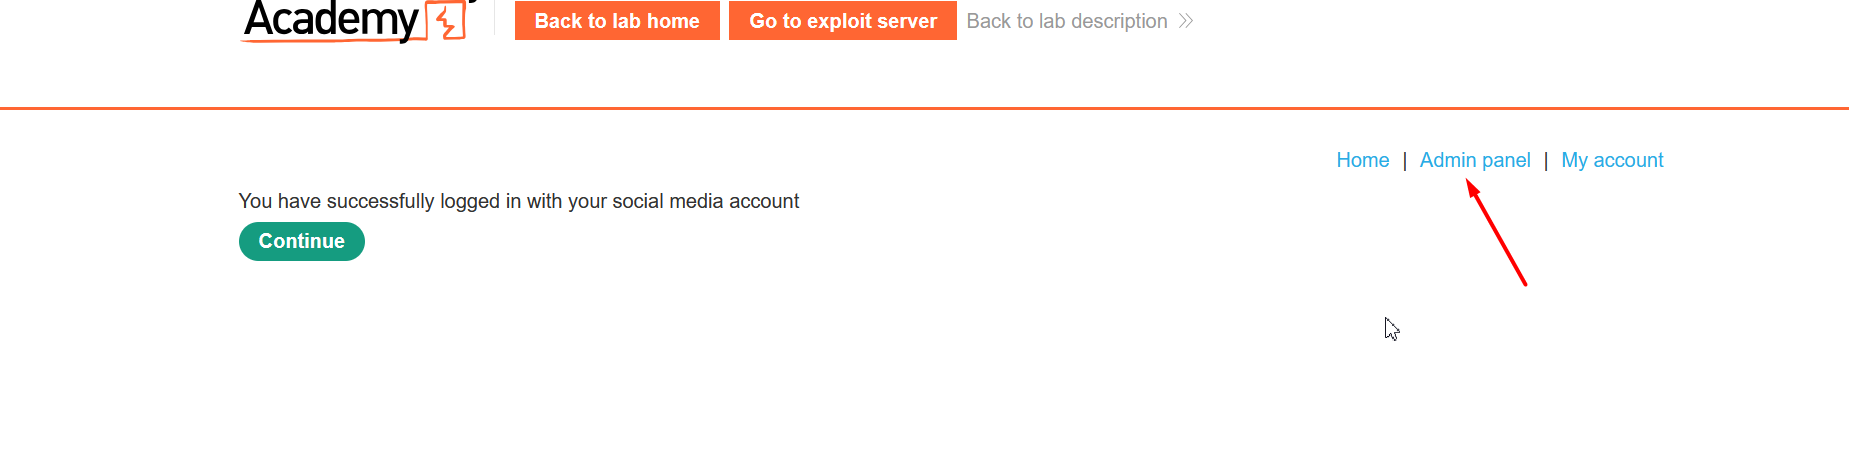 Academy
Back to lab home
Go to exploit server
Back to lab description
Home | Admin panel | My account
You have successfully logged in with your social media account
Continue